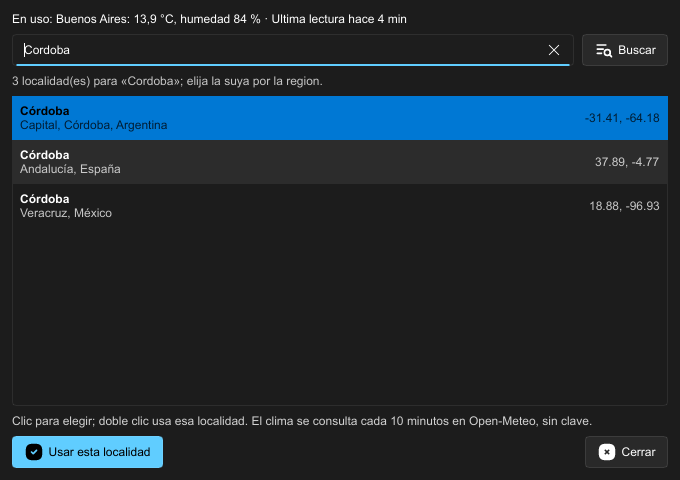 En uso: Buenos Aires: 13,9 °C, humedad 84 % · Ultima lectura hace 4 min
Cordoba
Buscar
3 localidad(es) para «Cordoba»; elija la suya por la region.
Córdoba
Capital, Córdoba, Argentina
-31.41, -64.18
Córdoba
Andalucía, España
37.89, -4.77
Córdoba
Veracruz, México
18.88, -96.93
Clic para elegir; doble clic usa esa localidad. El clima se consulta cada 10 minutos en Open-Meteo, sin clave.
Usar esta localidad
Cerrar